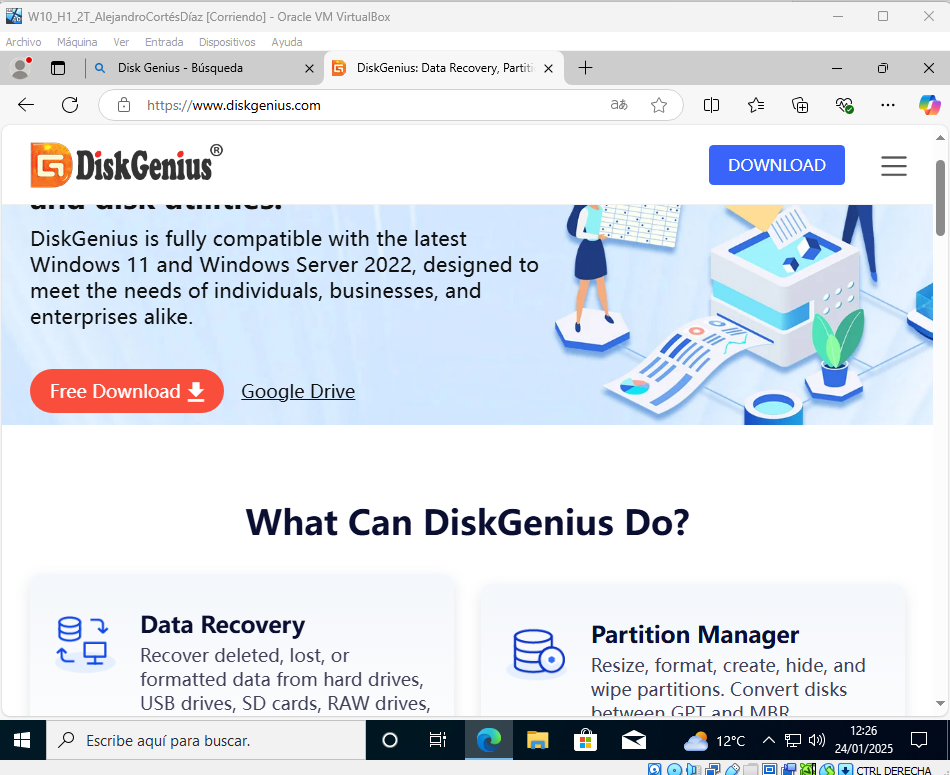 W10_H1_2T_AlejandroCortésDíaz [Corriendo] - Oracle VM VirtualBox
Archivo Máquina Ver Entrada Dispositivos Ayuda
Disk Genius - Búsqueda
DiskGenius: Data Recovery, Partiti
https://www.diskgenius.com
aあ
DiskGenius®
DOWNLOAD
and disk utilities.
DiskGenius is fully compatible with the latest
Windows 11 and Windows Server 2022, designed to
meet the needs of individuals, businesses, and
enterprises alike.
Free Download
Google Drive
What Can DiskGenius Do?
Data Recovery
Recover deleted, lost, or
formatted data from hard drives,
USB drives, SD cards, RAW drives,
Partition Manager
Resize, format, create, hide, and
wipe partitions. Convert disks
between GPT and MBR
Escribe aquí para buscar.
12°C
12:26
24/01/2025
CTRL DERECHA